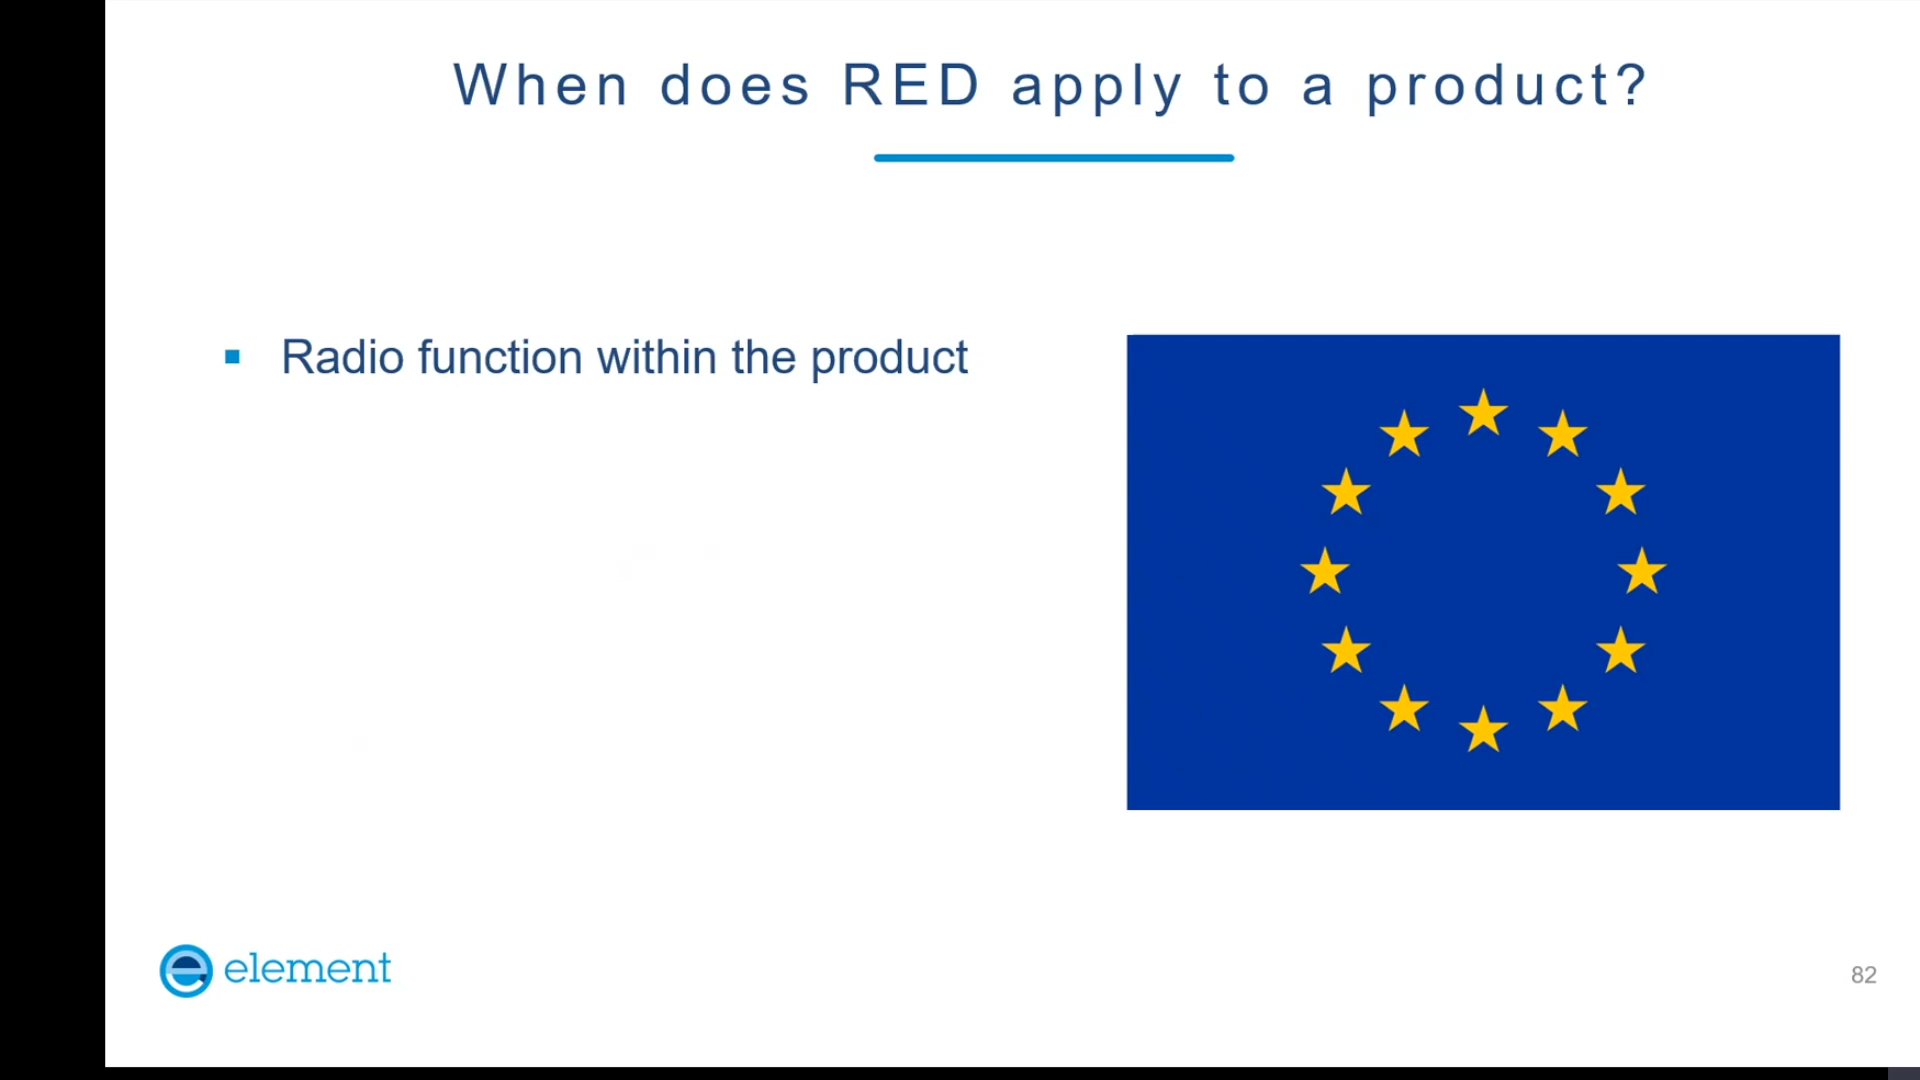 When does RED apply to a product?
Radio function within the product
element
82